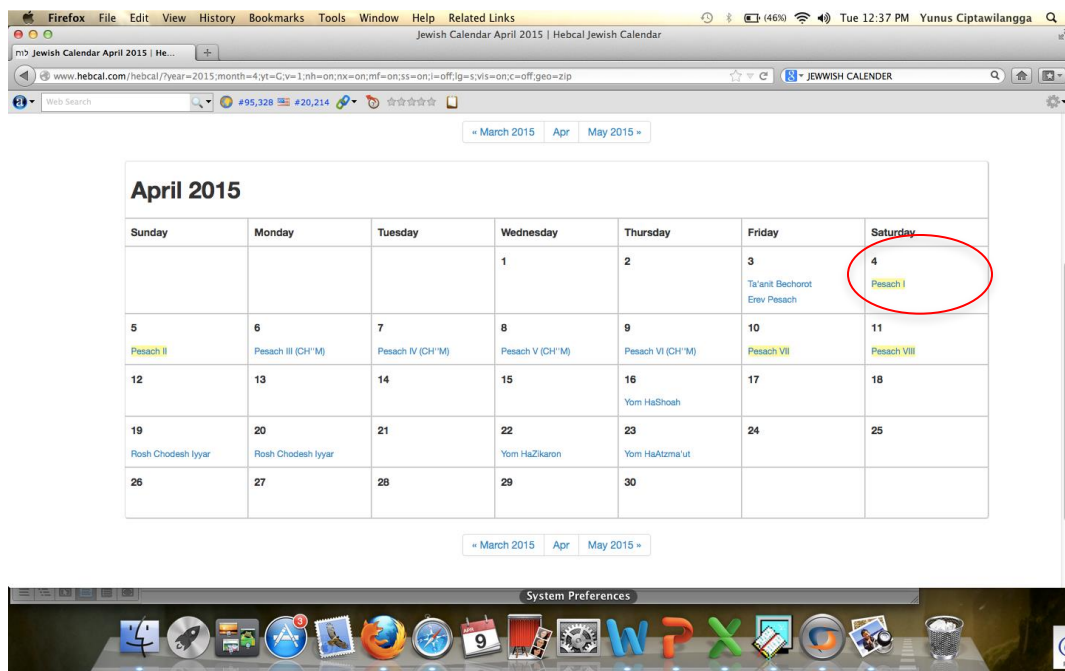 Firefox File Edit View History Bookmarks Tools Window Help Related Links (46%) Tue 12:37 PM Yunus Ciptawilangga
Jewish Calendar April 2015 | Hebcal Jewish Calendar
לוח Jewish Calendar April 2015 | He...
www.hebcal.com/hebcal/?year=2015;month=4;yt=G;v=1;nh=on;nx=on;mf=on;ss=on;i=off;lg=s;vis=on;c=off;geo=zip JEWWISH CALENDER
Web Search #95,328 #20,214
« March 2015 Apr May 2015 »
April 2015
Sunday Monday Tuesday Wednesday Thursday Friday Saturday
1 2 3 4
Ta'anit Bechorot Pesach I
Erev Pesach
5 6 7 8 9 10 11
Pesach II Pesach III (CH''M) Pesach IV (CH''M) Pesach V (CH''M) Pesach VI (CH''M) Pesach VII Pesach VIII
12 13 14 15 16 17 18
Yom HaShoah
19 20 21 22 23 24 25
Rosh Chodesh Iyyar Rosh Chodesh Iyyar Yom HaZikaron Yom HaAtzma'ut
26 27 28 29 30
« March 2015 Apr May 2015 »
System Preferences
3
9